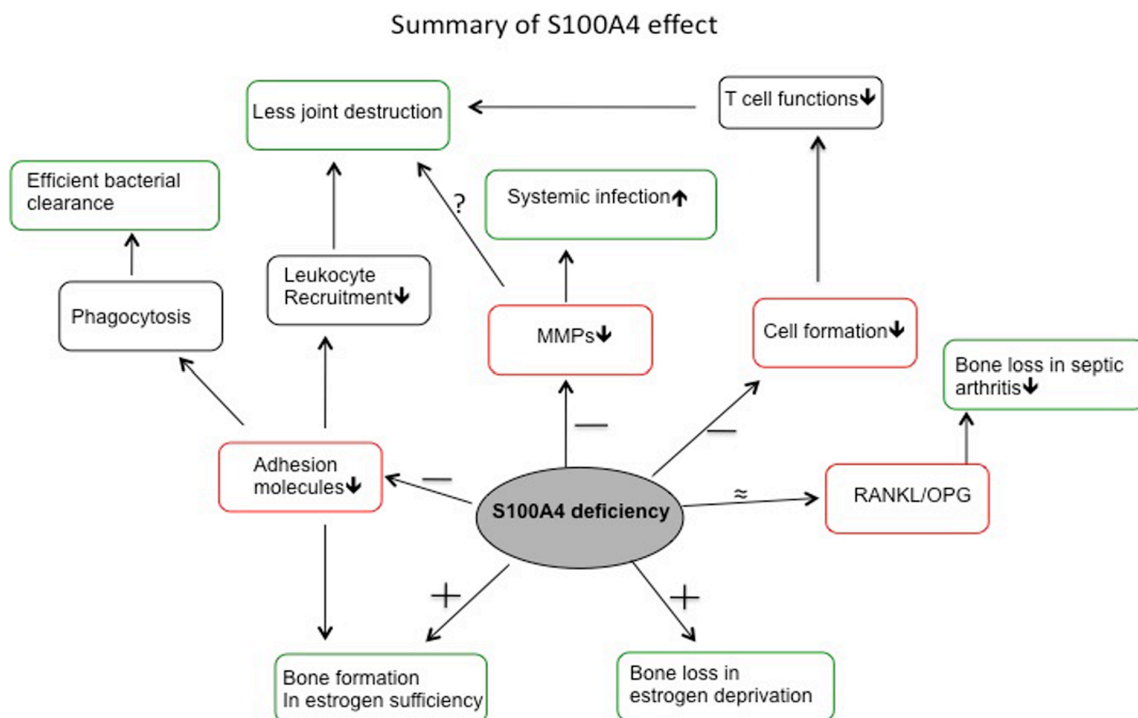 Summary of S100A4 effect
Less joint destruction
T cell functions↓
Efficient bacterial
clearance
?
Systemic infection↑
Leukocyte
Recruitment↓
Phagocytosis
MMPs↓
Cell formation↓
Bone loss in septic
arthritis↓
—
—
Adhesion
molecules↓
—
S100A4 deficiency
≈
RANKL/OPG
+
+
Bone formation
In estrogen sufficiency
Bone loss in
estrogen deprivation